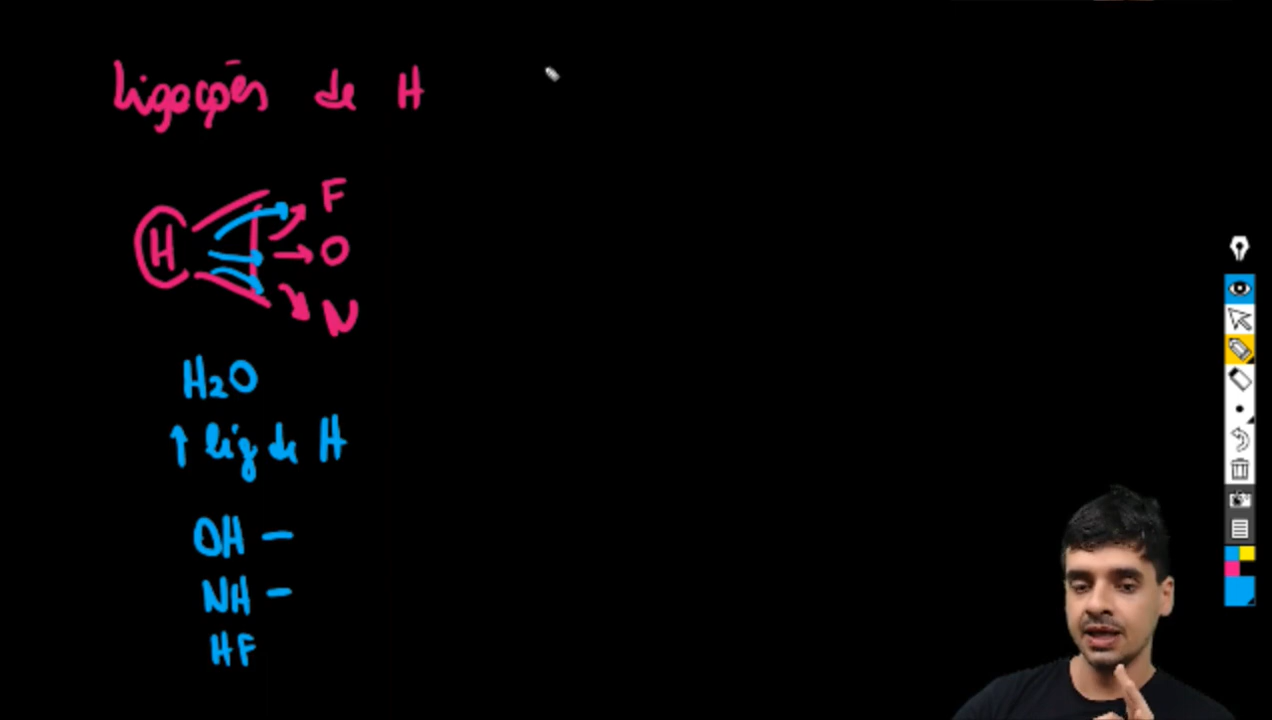 Ligações de H
H
F
O
N
H2O
↑ lig de H
OH -
NH -
HF